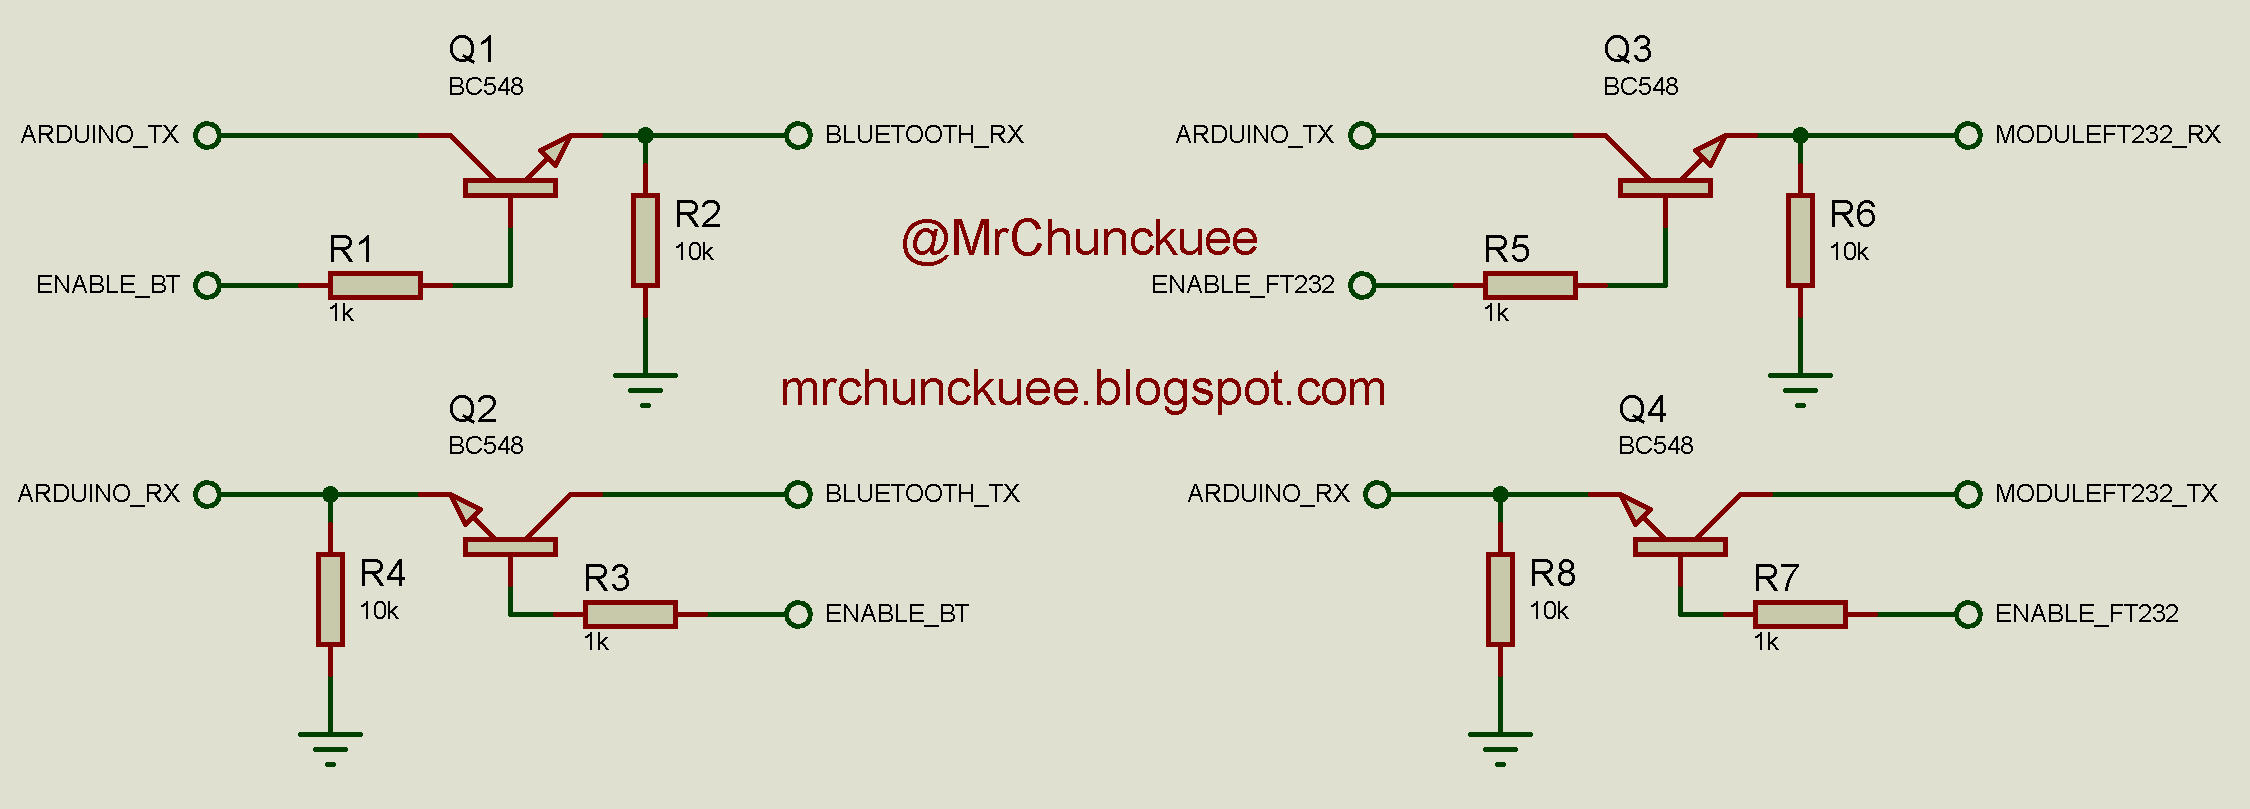 Q1
BC548
ARDUINO_TX
BLUETOOTH_RX
R2
10k
R1
1k
ENABLE_BT
Q3
BC548
ARDUINO_TX
MODULEFT232_RX
R6
10k
R5
1k
ENABLE_FT232
@MrChunckuee
mrchunckuee.blogspot.com
Q2
BC548
ARDUINO_RX
BLUETOOTH_TX
R4
10k
R3
1k
ENABLE_BT
Q4
BC548
ARDUINO_RX
MODULEFT232_TX
R8
10k
R7
1k
ENABLE_FT232